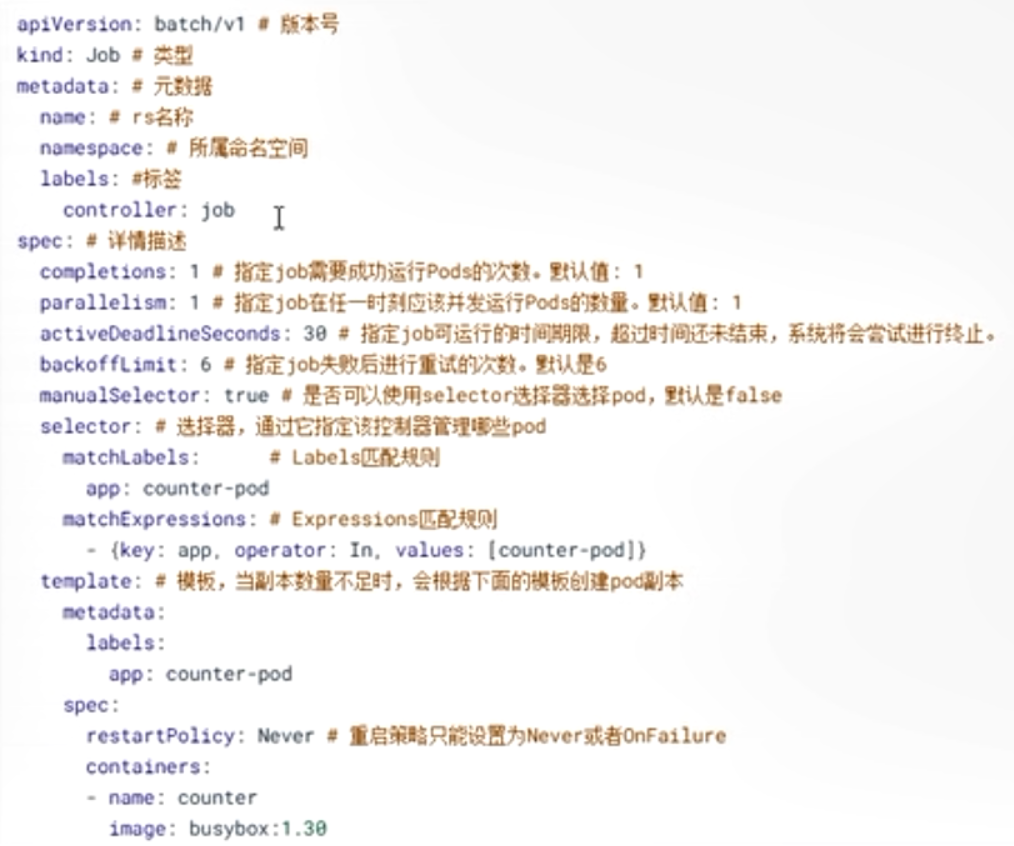 apiVersion: batch/v1 # 版本号
kind: Job # 类型
metadata: # 元数据
  name: # rs名称
  namespace: # 所属命名空间
  labels: #标签
    controller: job
spec: # 详情描述
  completions: 1 # 指定job需要成功运行Pods的次数。默认值: 1
  parallelism: 1 # 指定job在任一时刻应该并发运行Pods的数量。默认值: 1
  activeDeadlineSeconds: 30 # 指定job可运行的时间期限，超过时间还未结束，系统将会尝试进行终止。
  backoffLimit: 6 # 指定job失败后进行重试的次数。默认是6
  manualSelector: true # 是否可以使用selector选择器选择pod，默认是false
  selector: # 选择器，通过它指定该控制器管理哪些pod
    matchLabels:      # Labels匹配规则
      app: counter-pod
    matchExpressions: # Expressions匹配规则
      - {key: app, operator: In, values: [counter-pod]}
  template: # 模板，当副本数量不足时，会根据下面的模板创建pod副本
    metadata:
      labels:
        app: counter-pod
    spec:
      restartPolicy: Never # 重启策略只能设置为Never或者OnFailure
      containers:
      - name: counter
        image: busybox:1.30